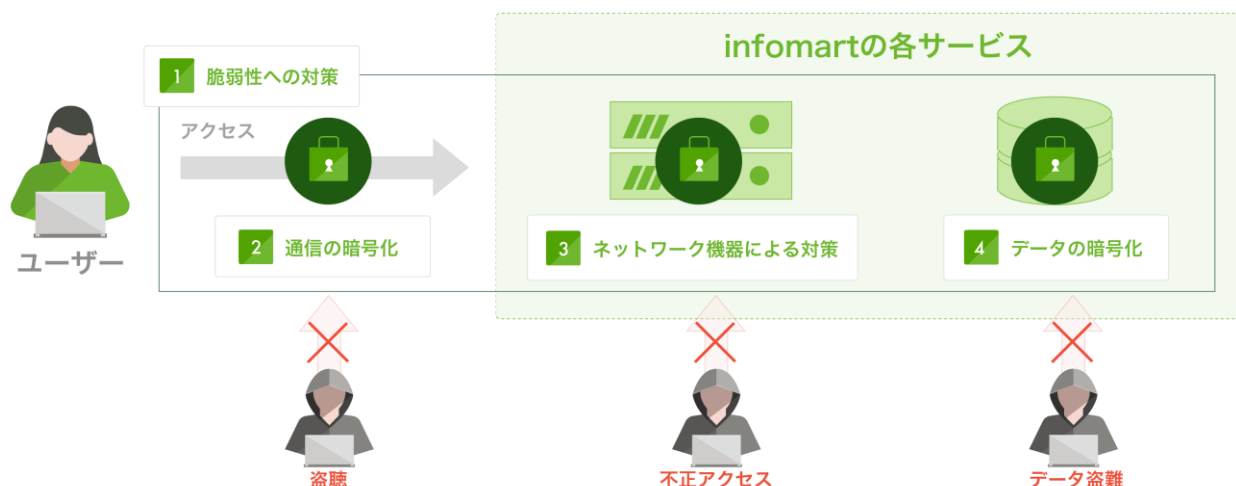 infomartの各サービス
1 脆弱性への対策
アクセス
2 通信の暗号化
3 ネットワーク機器による対策
4 データの暗号化
ユーザー
盗聴
不正アクセス
データ盗難